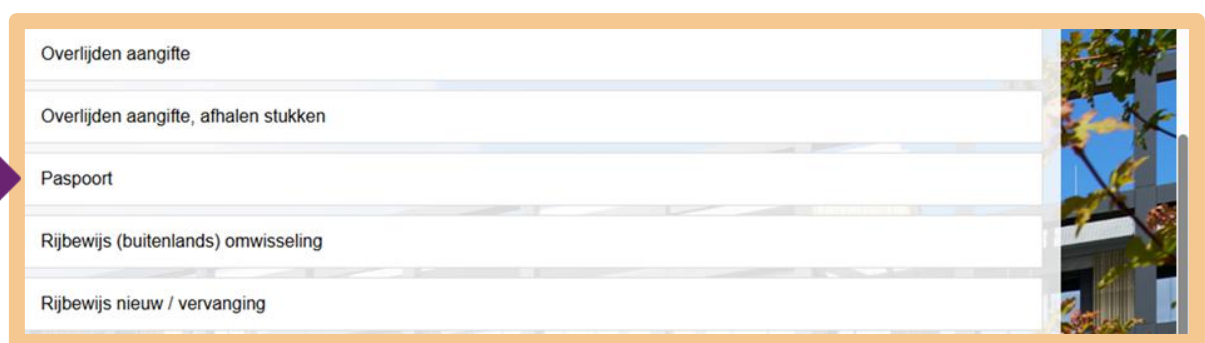 Overlijden aangifte
Overlijden aangifte, afhalen stukken
Paspoort
Rijbewijs (buitenlands) omwisseling
Rijbewijs nieuw / vervanging